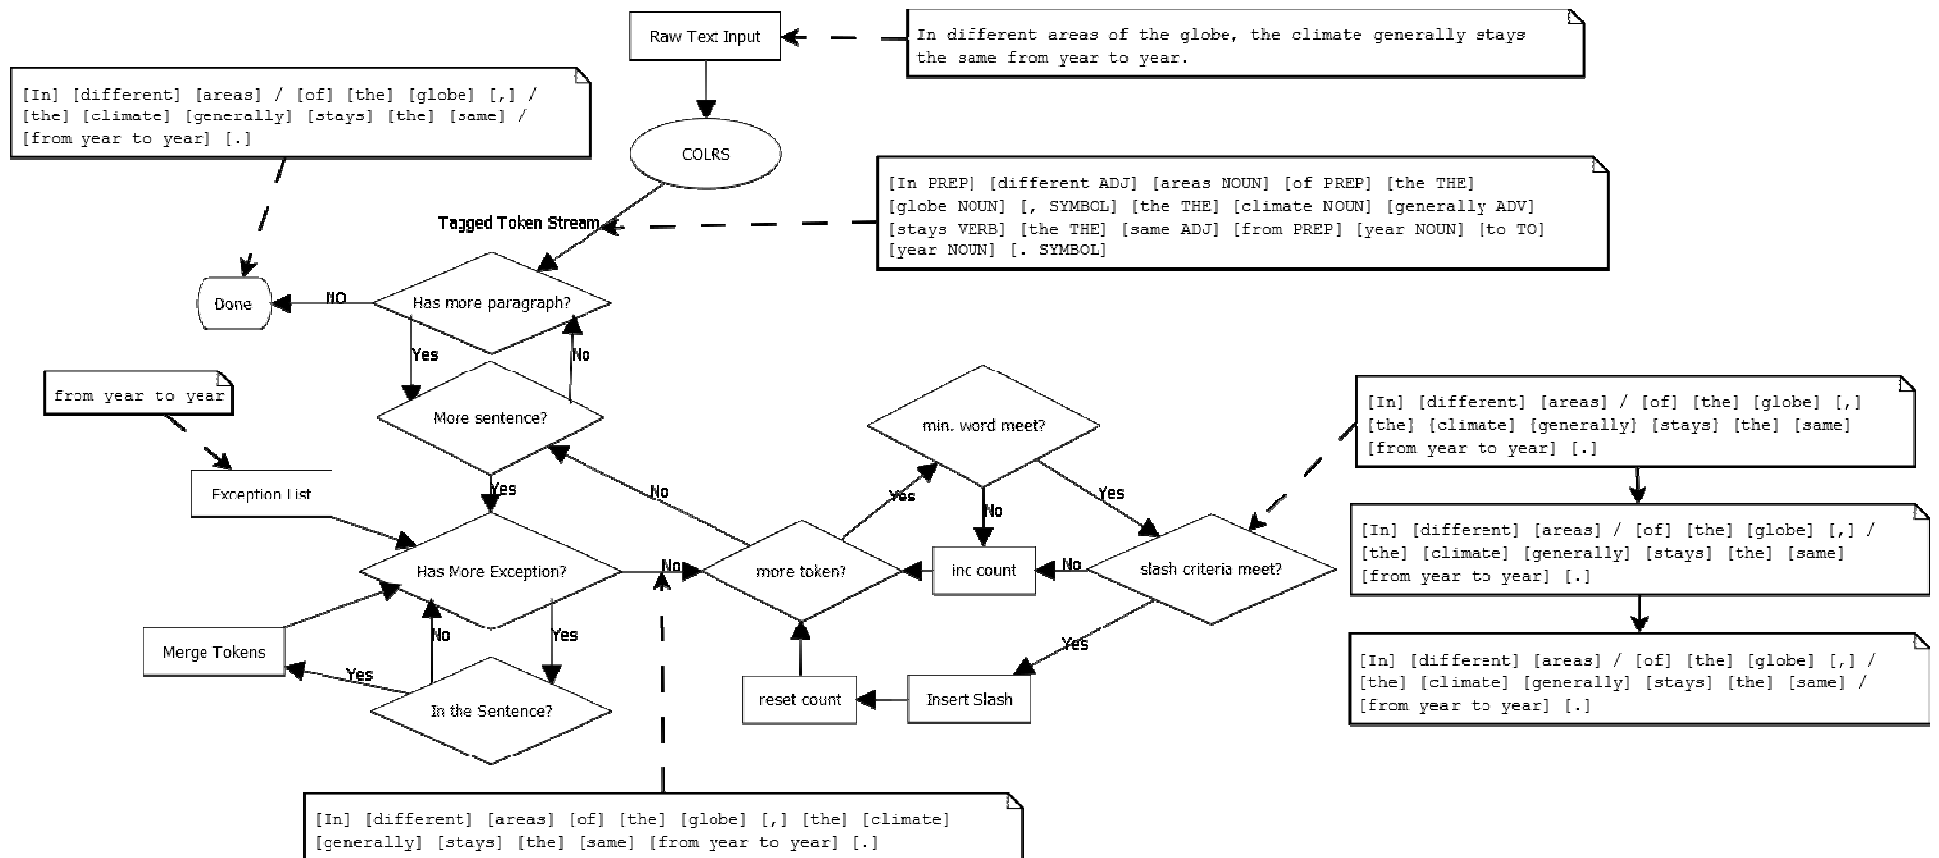 Raw Text Input
In different areas of the globe, the climate generally stays
the same from year to year.
[In] [different] [areas] / [of] [the] [globe] [,] /
[the] [climate] [generally] [stays] [the] [same] /
[from year to year] [.]
COLRS
[In PREP] [different ADJ] [areas NOUN] [of PREP] [the THE]
[globe NOUN] [, SYMBOL] [the THE] [climate NOUN] [generally ADV]
[stays VERB] [the THE] [same ADJ] [from PREP] [year NOUN] [to TO]
[year NOUN] [. SYMBOL]
Tagged Token Stream
Done
NO
Has more paragraph?
Yes
No
from year to year
More sentence?
min. word meet?
[In] [different] [areas] / [of] [the] [globe] [,]
[the] [climate] [generally] [stays] [the] [same]
[from year to year] [.]
Exception List
Yes
No
Yes
No
Yes
[In] [different] [areas] / [of] [the] [globe] [,] /
[the] [climate] [generally] [stays] [the] [same]
[from year to year] [.]
Has More Exception?
No
more token?
inc count
No
slash criteria meet?
Merge Tokens
No
Yes
Yes
Yes
In the Sentence?
reset count
Insert Slash
[In] [different] [areas] / [of] [the] [globe] [,] /
[the] [climate] [generally] [stays] [the] [same] /
[from year to year] [.]
[In] [different] [areas] [of] [the] [globe] [,] [the] [climate]
[generally] [stays] [the] [same] [from year to year] [.]